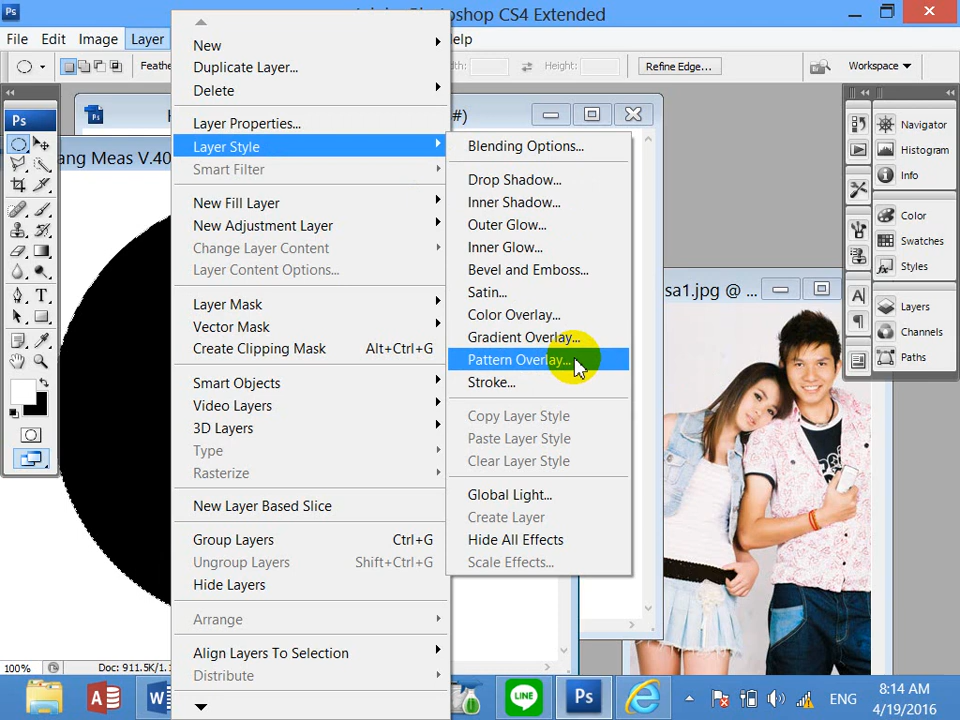 Ps
Adobe Photoshop CS4 Extended
File Edit Image Layer
Help
Feathe
Width:
Height:
Refine Edge...
Workspace
Ps
#)
ang Meas V.40
sa1.jpg @ ...
New
Duplicate Layer...
Delete
Layer Properties...
Layer Style
Smart Filter
New Fill Layer
New Adjustment Layer
Change Layer Content
Layer Content Options...
Layer Mask
Vector Mask
Create Clipping Mask Alt+Ctrl+G
Smart Objects
Video Layers
3D Layers
Type
Rasterize
New Layer Based Slice
Group Layers Ctrl+G
Ungroup Layers Shift+Ctrl+G
Hide Layers
Arrange
Align Layers To Selection
Distribute
Blending Options...
Drop Shadow...
Inner Shadow...
Outer Glow...
Inner Glow...
Bevel and Emboss...
Satin...
Color Overlay...
Gradient Overlay...
Pattern Overlay...
Stroke...
Copy Layer Style
Paste Layer Style
Clear Layer Style
Global Light...
Create Layer
Hide All Effects
Scale Effects...
Navigator
Histogram
Info
Color
Swatches
Styles
Layers
Channels
Paths
100%
Doc: 911.5K/1.
LINE
Ps
ENG
8:14 AM
4/19/2016